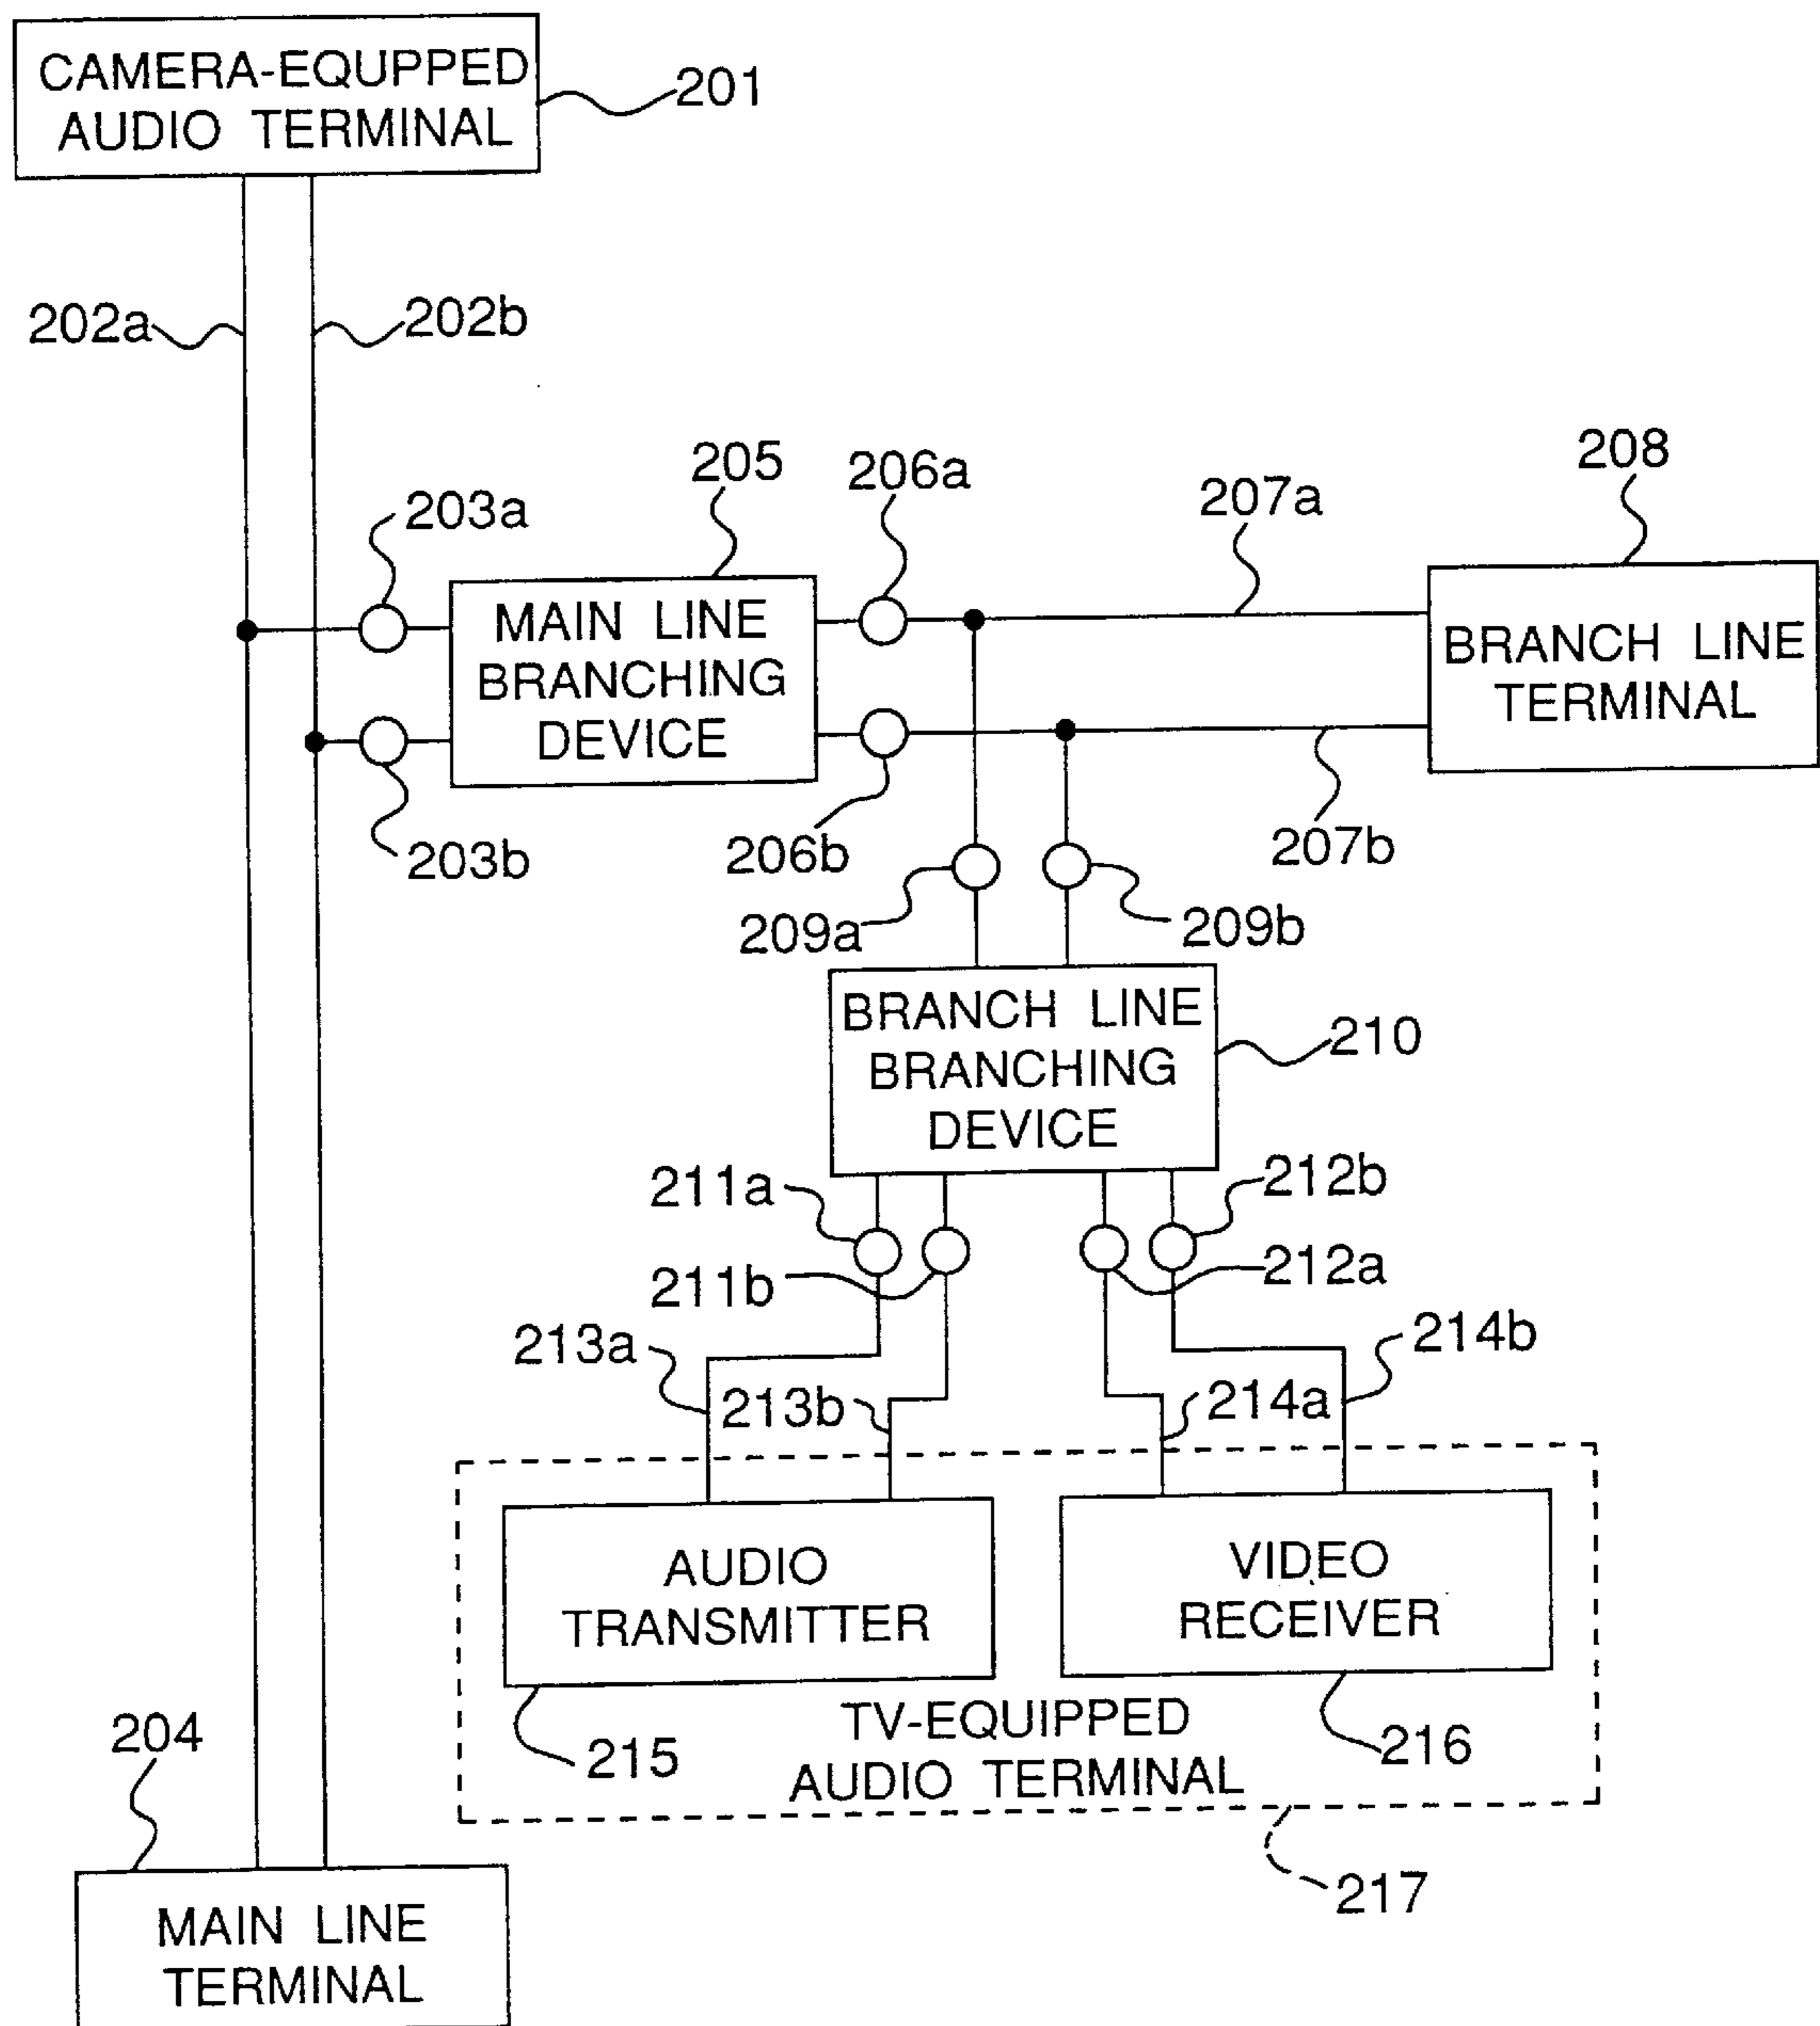 CAMERA-EQUPPED
AUDIO TERMINAL
201
202a
202b
205
206a
208
203a
207a
MAIN LINE
BRANCHING
DEVICE
BRANCH LINE
TERMINAL
203b
206b
207b
209a
209b
BRANCH LINE
BRANCHING
DEVICE
210
211a
212b
211b
212a
213a
214b
213b
214a
AUDIO
TRANSMITTER
VIDEO
RECEIVER
204
215
TV-EQUIPPED
AUDIO TERMINAL
216
217
MAIN LINE
TERMINAL